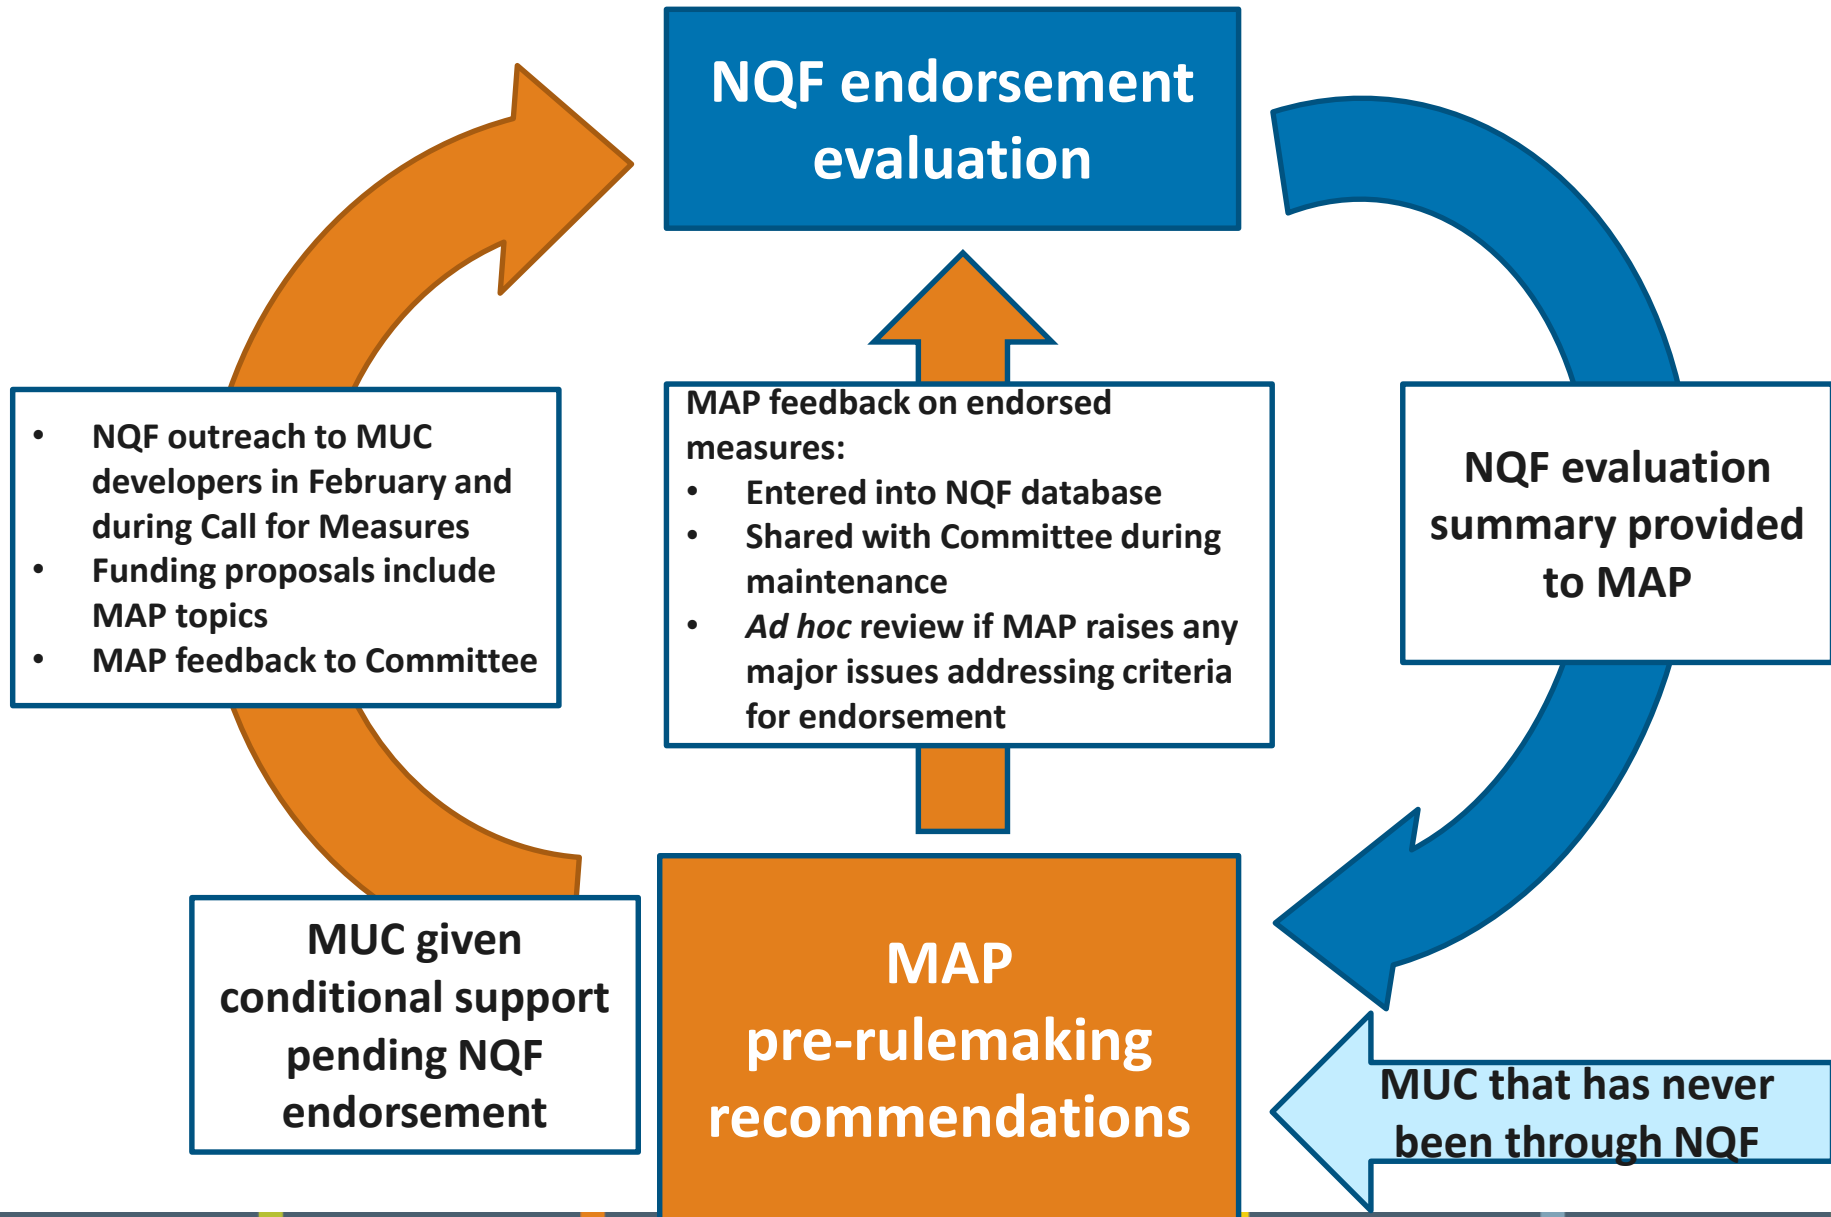 NQF endorsement
evaluation
• NQF outreach to MUC
developers in February and
during Call for Measures
• Funding proposals include
MAP topics
• MAP feedback to Committee
MAP feedback on endorsed
measures:
• Entered into NQF database
• Shared with Committee during
maintenance
• Ad hoc review if MAP raises any
major issues addressing criteria
for endorsement
NQF evaluation
summary provided
to MAP
MUC given
conditional support
pending NQF
endorsement
MAP
pre-rulemaking
recommendations
MUC that has never
been through NQF